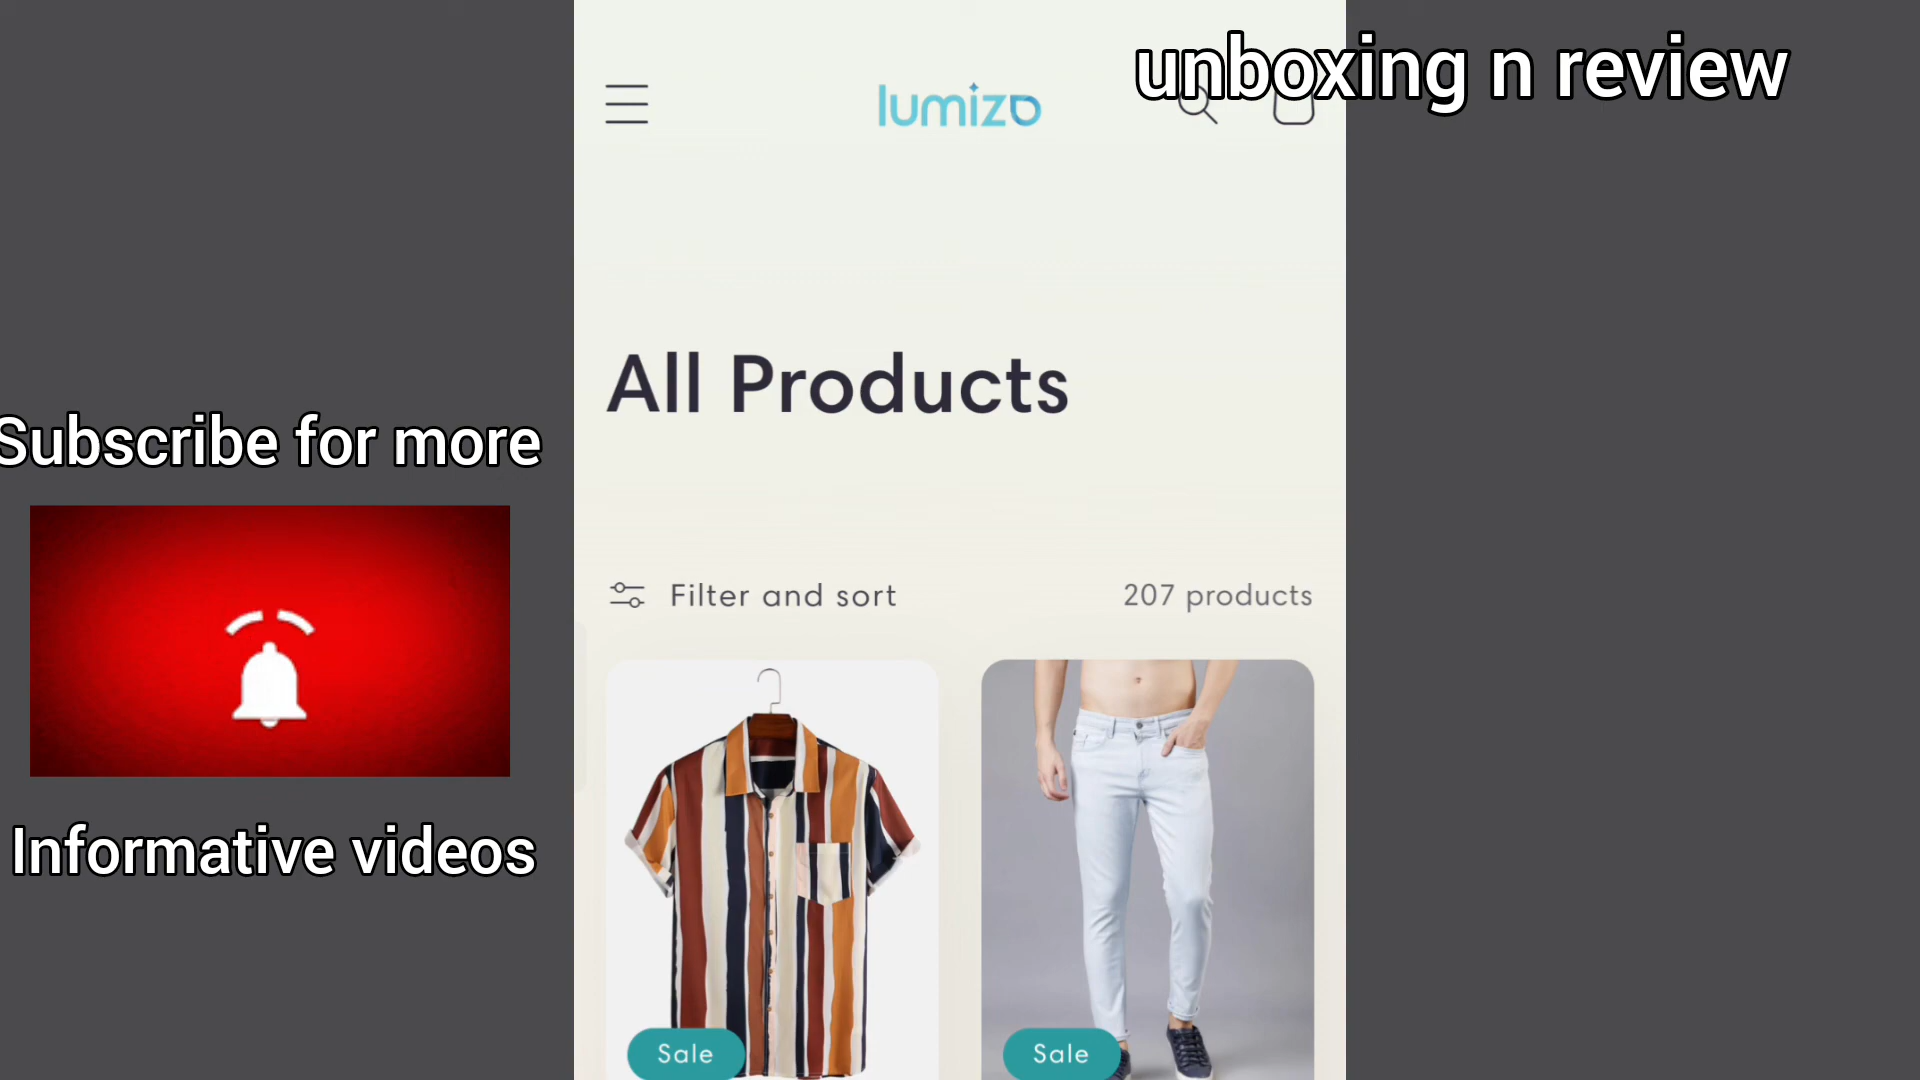 unboxing n review
lumizo
All Products
Subscribe for more
Filter and sort
207 products
Informative videos
Sale
Sale